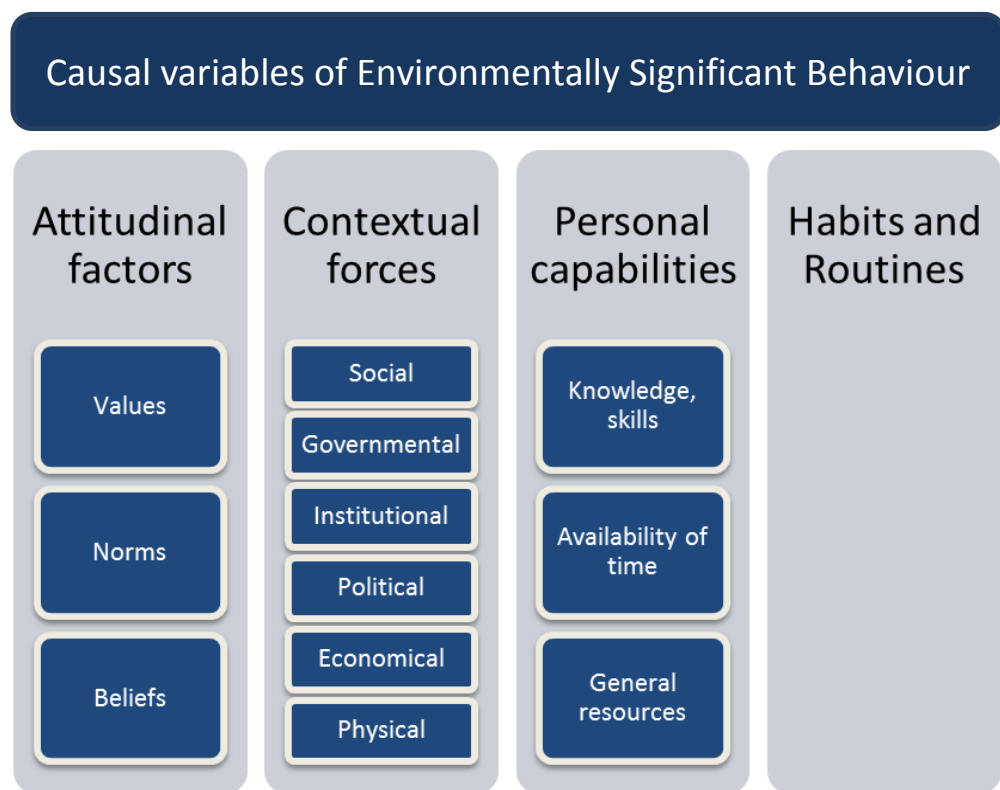 Causal variables of Environmentally Significant Behaviour
Attitudinal
factors
Values
Norms
Beliefs
Contextual
forces
Social
Governmental
Institutional
Political
Economical
Physical
Personal
capabilities
Knowledge,
skills
Availability of
time
General
resources
Habits and
Routines